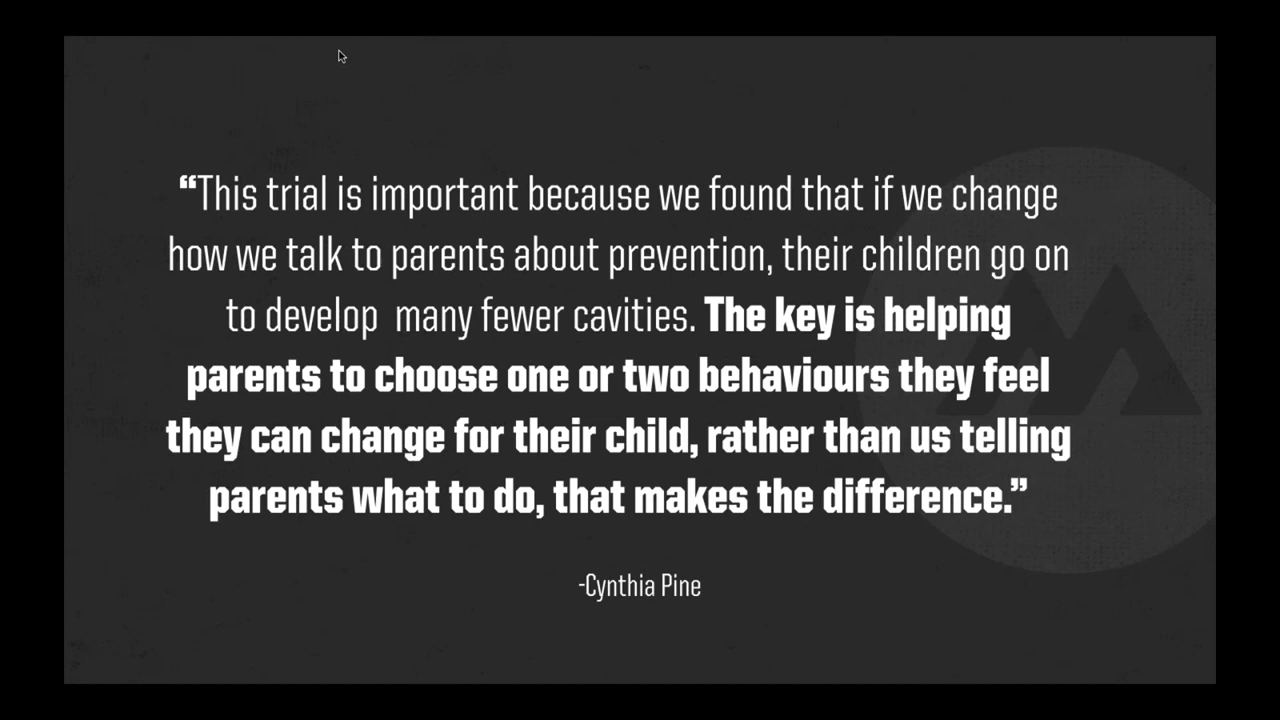 “This trial is important because we found that if we change
how we talk to parents about prevention, their children go on
to develop  many fewer cavities. The key is helping
parents to choose one or two behaviours they feel
they can change for their child, rather than us telling
parents what to do, that makes the difference.”
-Cynthia Pine